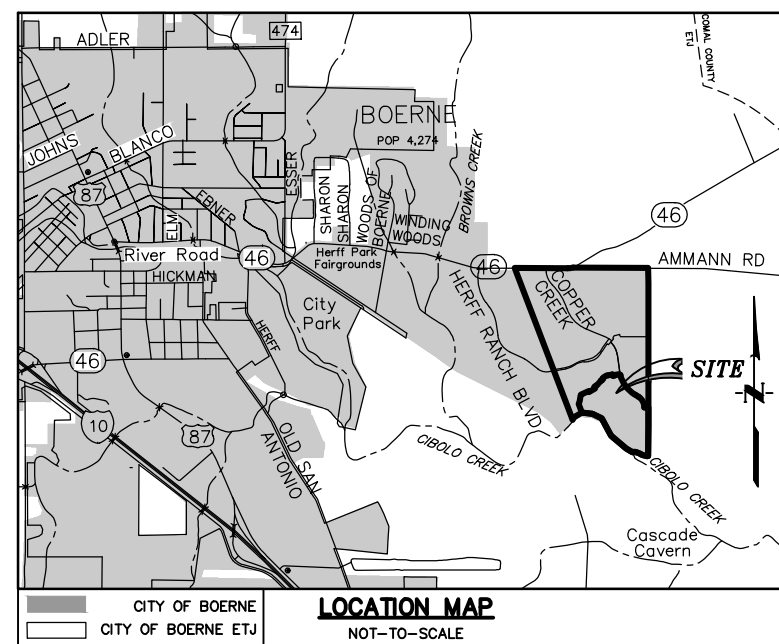 ADLER
474
COMAL COUNTY
ETJ
BOERNE
POP 4,274
JOHNS
BLANCO
ESSER
BROWNS CREEK
87
EBNER
ELM
SHARON
SHARON
WOODS OF
BOERNE
WINDING
WOODS
46
River Road
46
Herff Park
Fairgrounds
46
AMMANN RD
HICKMAN
City
Park
HERFF RANCH BLVD
COPPER
CREEK
HERFF
46
SITE
N
10
87
OLD SAN
ANTONIO
CIBOLO CREEK
CIBOLO CREEK
Cascade
Cavern
CITY OF BOERNE
CITY OF BOERNE ETJ
LOCATION MAP
NOT-TO-SCALE